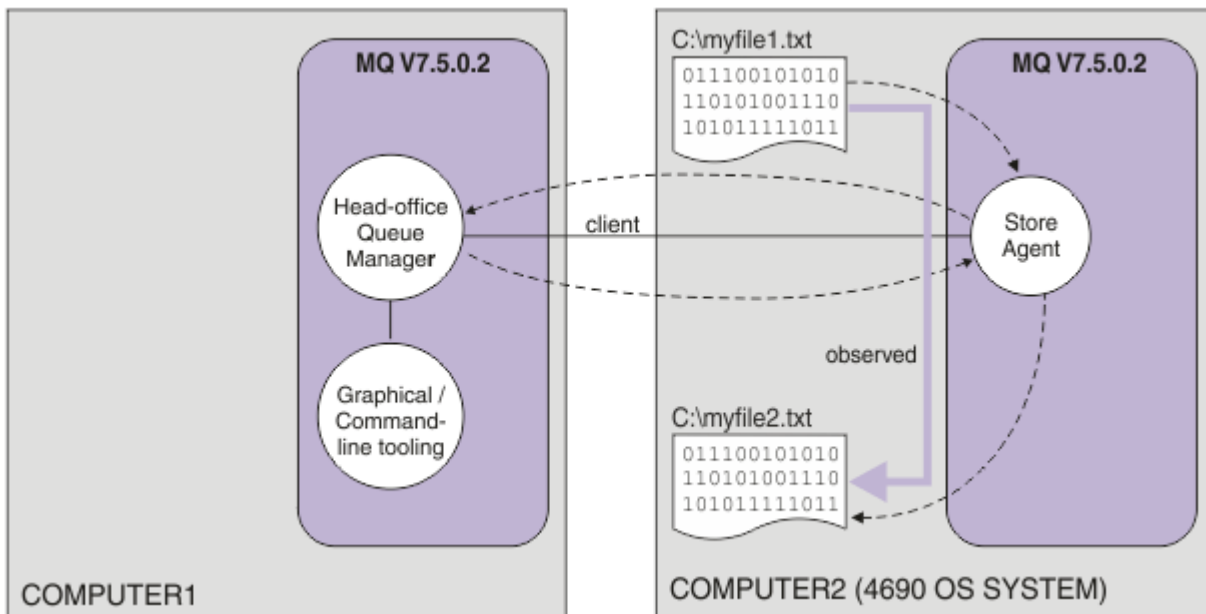 MQ V7.5.0.2
Head-office
Queue
Manager
Graphical /
Command-
line tooling
COMPUTER1
client
C:\myfile1.txt
011100101010
110101001110
101011111011
observed
C:\myfile2.txt
011100101010
110101001110
101011111011
MQ V7.5.0.2
Store
Agent
COMPUTER2 (4690 OS SYSTEM)